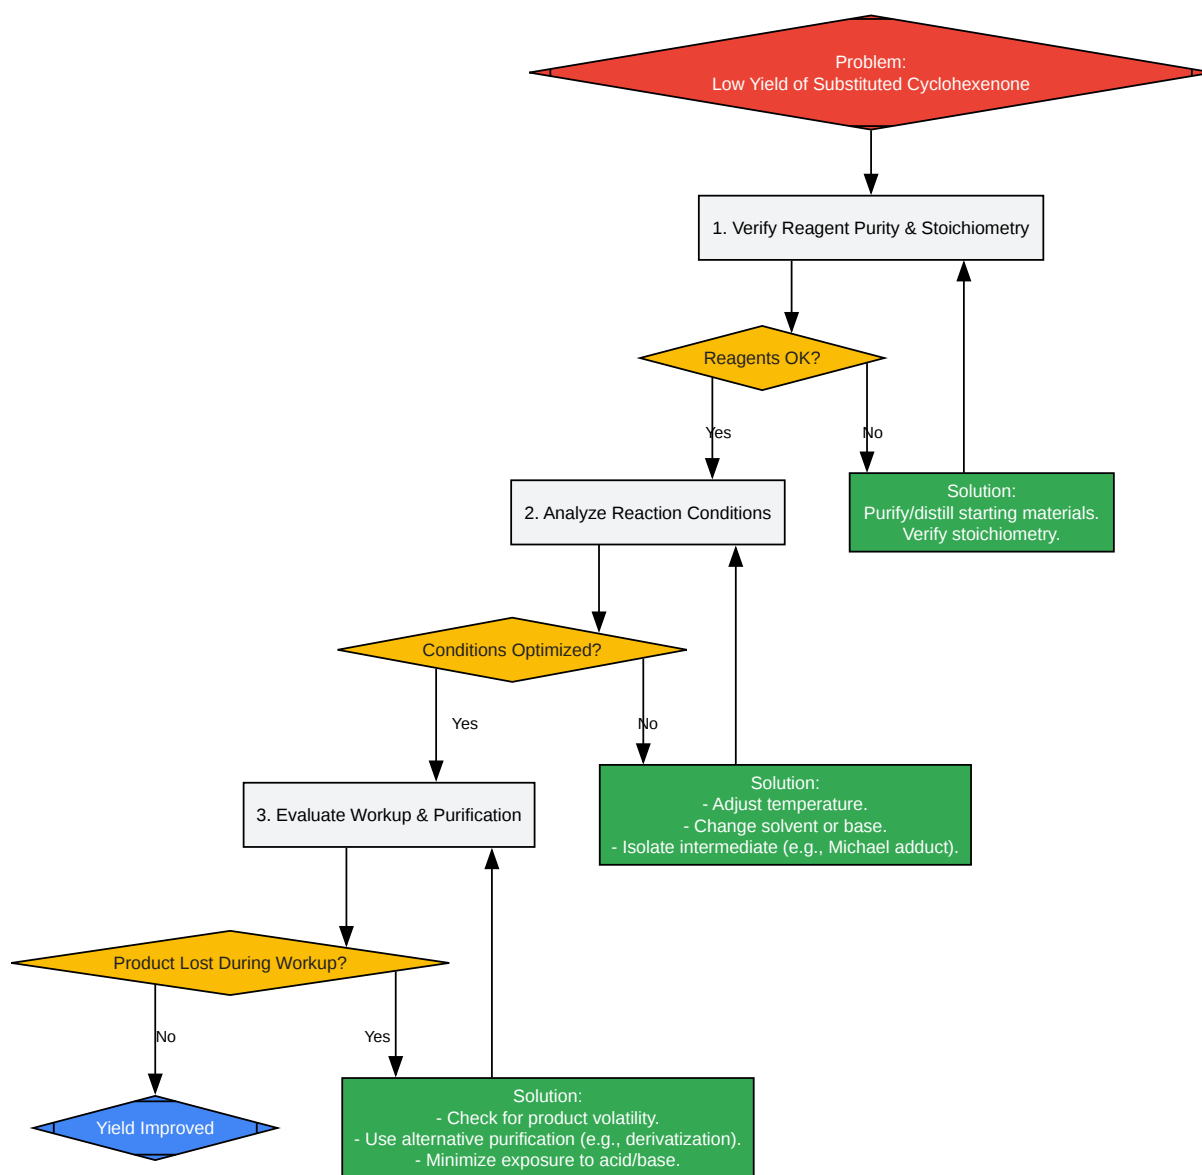 Problem:
Low Yield of Substituted Cyclohexenone
1. Verify Reagent Purity & Stoichiometry
Reagents OK?
Yes
No
Solution:
Purify/distill starting materials.
Verify stoichiometry.
2. Analyze Reaction Conditions
Conditions Optimized?
Yes
No
Solution:
- Adjust temperature.
- Change solvent or base.
- Isolate intermediate (e.g., Michael adduct).
3. Evaluate Workup & Purification
Product Lost During Workup?
No
Yes
Solution:
- Check for product volatility.
- Use alternative purification (e.g., derivatization).
- Minimize exposure to acid/base.
Yield Improved